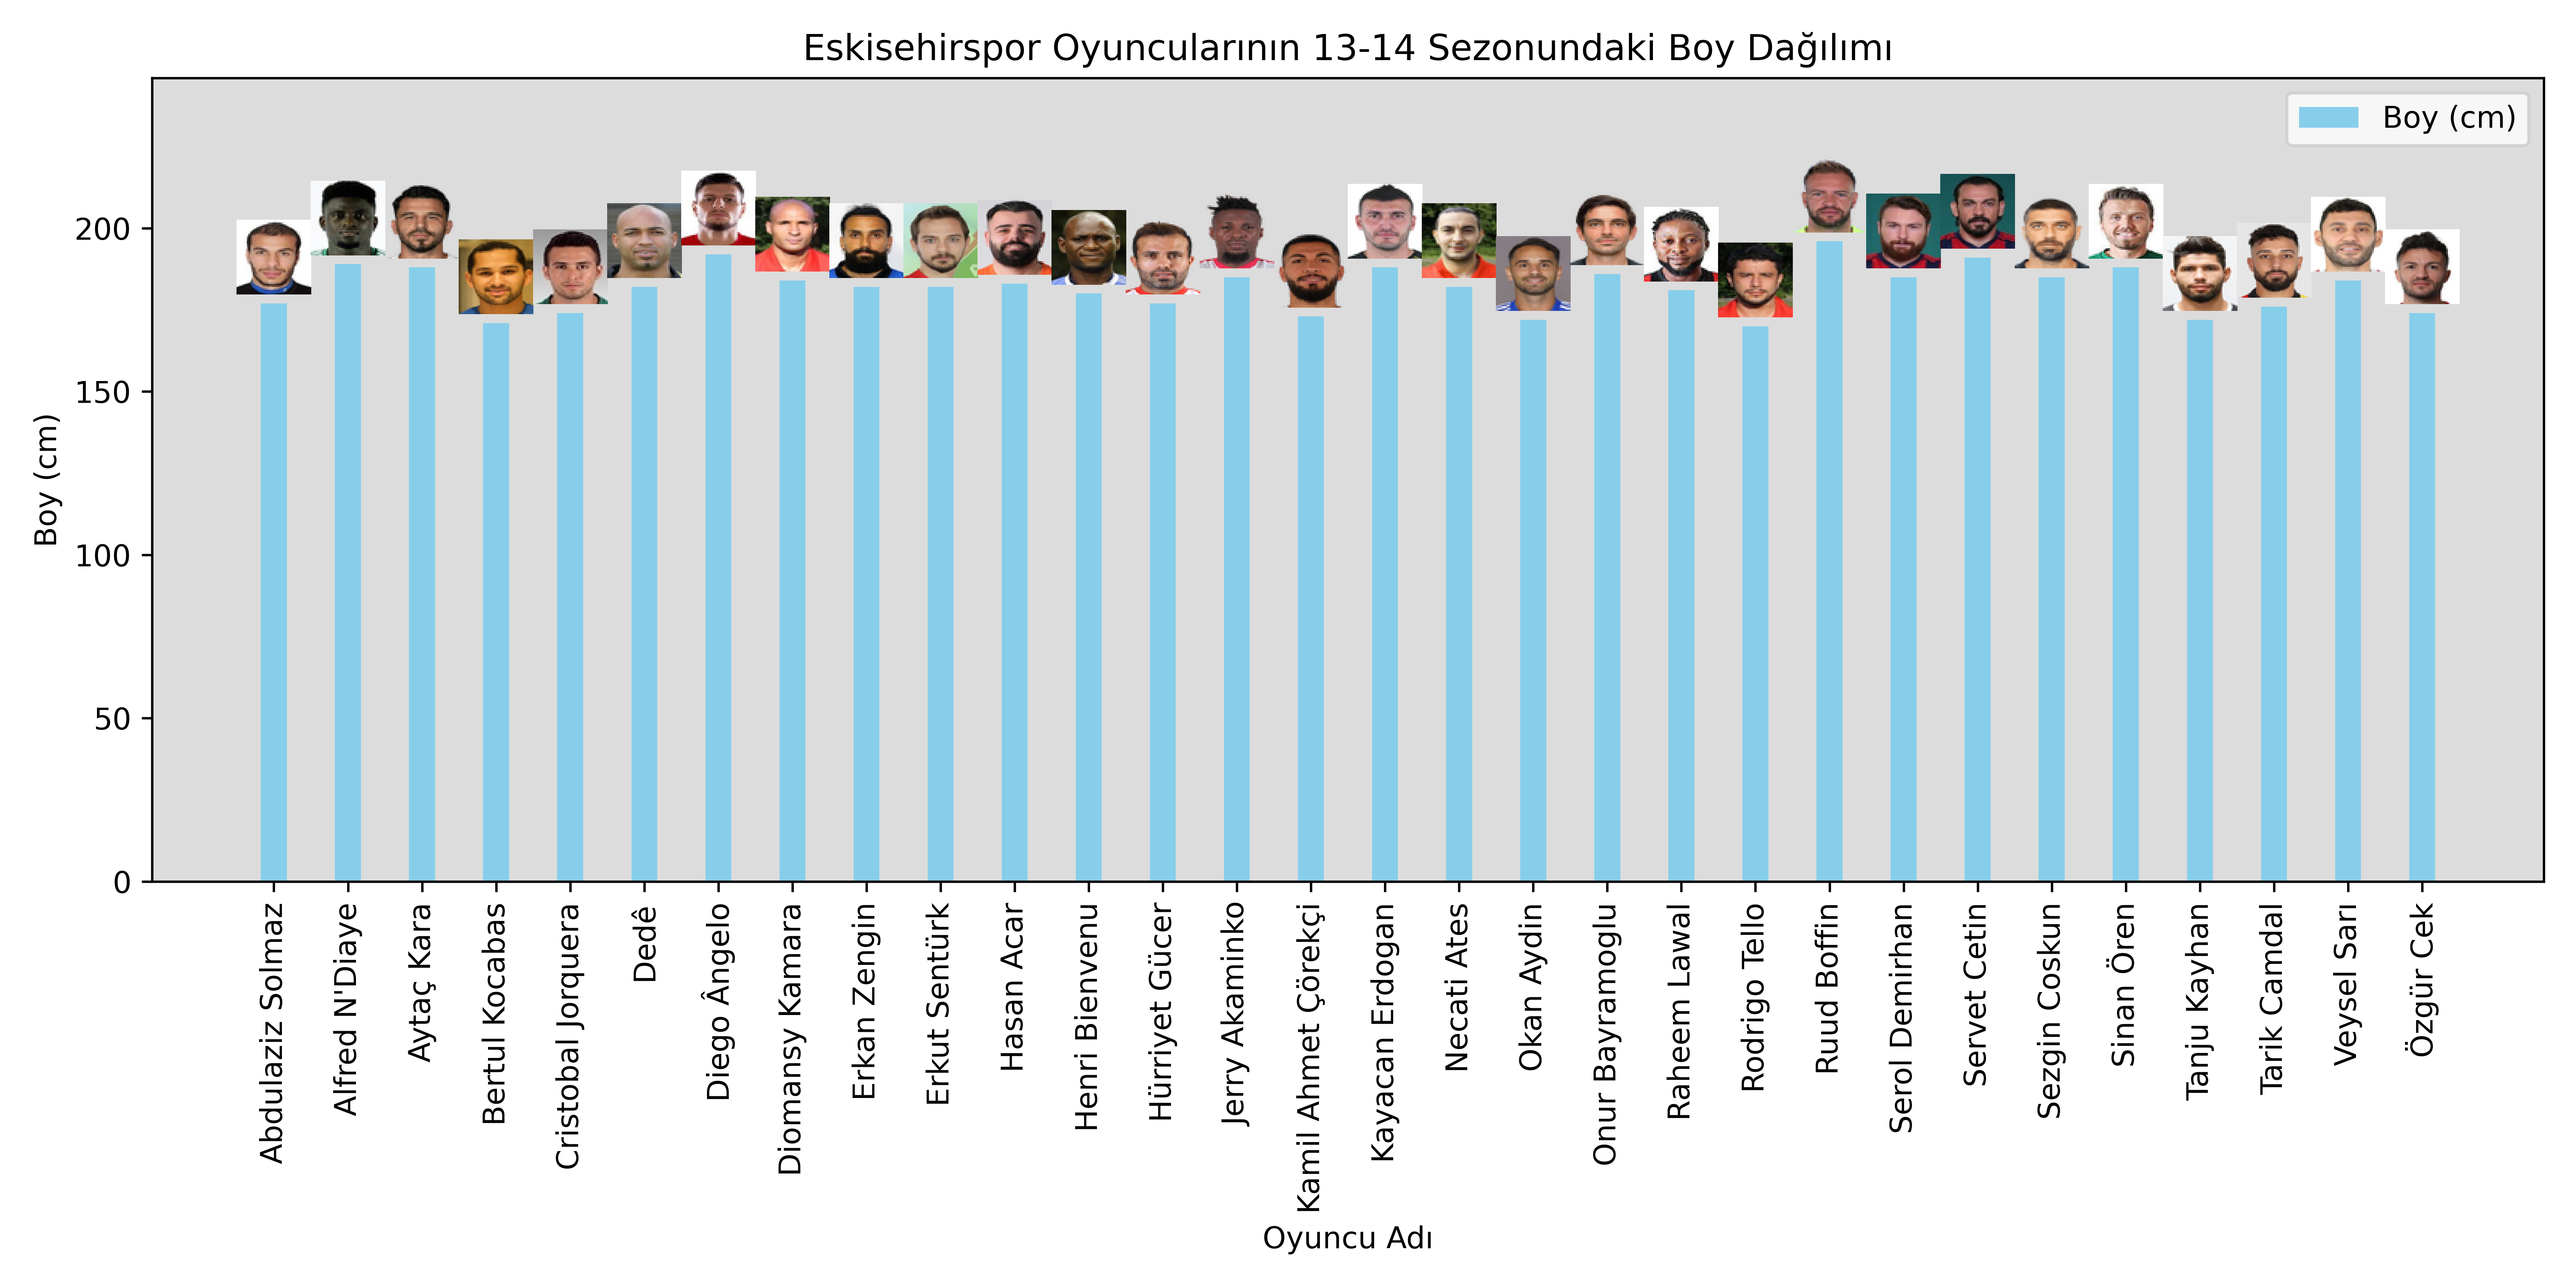 Eskisehirspor Oyuncularının 13-14 Sezonundaki Boy Dağılımı
Boy (cm)
Boy (cm)
200
150
100
50
0
Abdulaziz Solmaz
Alfred N'Diaye
Aytaç Kara
Bertul Kocabas
Cristobal Jorquera
Dedê
Diego Ângelo
Diomansy Kamara
Erkan Zengin
Erkut Sentürk
Hasan Acar
Henri Bienvenu
Hürriyet Gücer
Jerry Akaminko
Kamil Ahmet Çörekçi
Kayacan Erdogan
Necati Ates
Okan Aydin
Onur Bayramoglu
Raheem Lawal
Rodrigo Tello
Ruud Boffin
Serol Demirhan
Servet Cetin
Sezgin Coskun
Sinan Ören
Tanju Kayhan
Tarik Camdal
Veysel Sarı
Özgür Cek
Oyuncu Adı